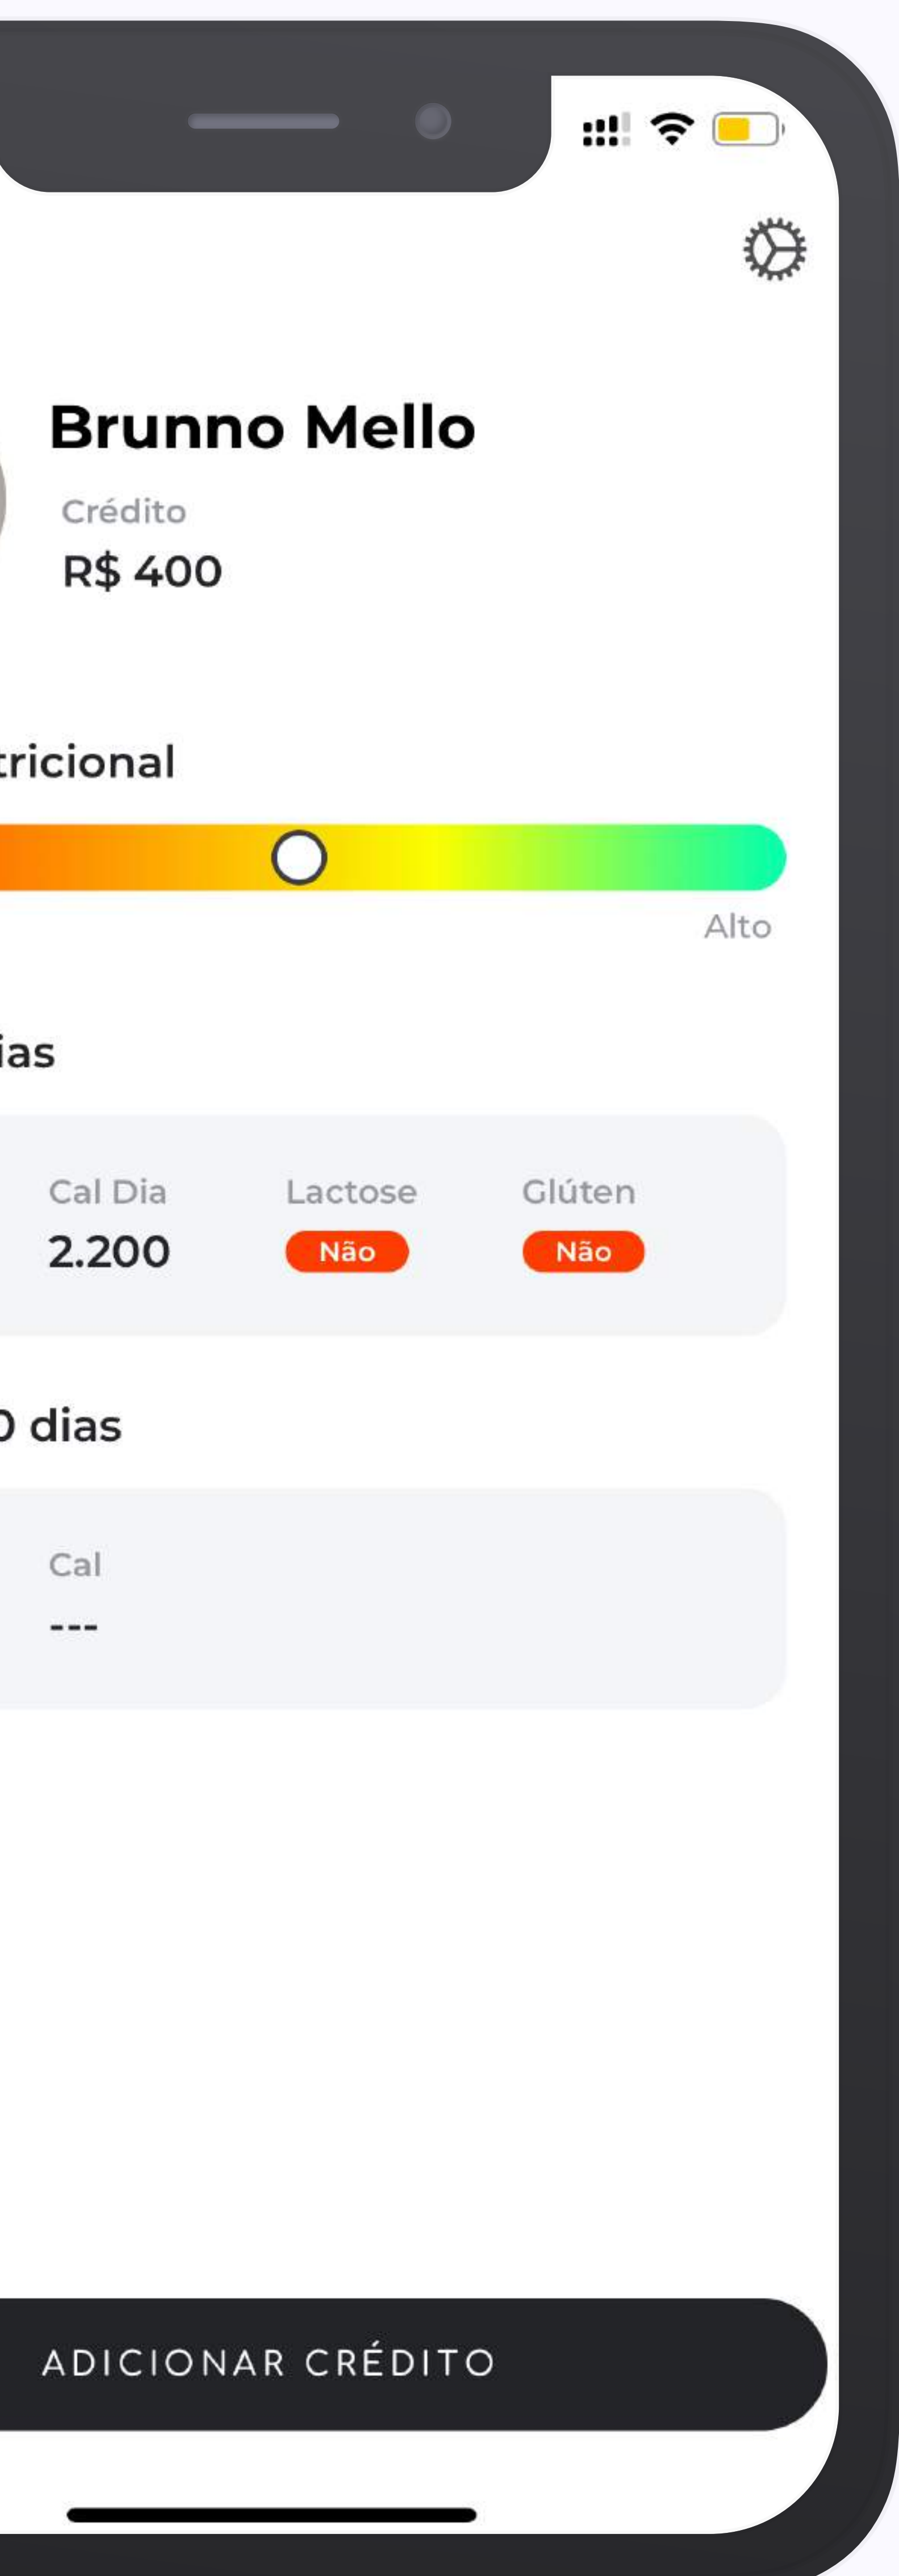 Brunno Mello
Crédito
R$ 400
tricional
Alto
ias
Cal Dia Lactose Glúten
2.200 Não Não
0 dias
Cal
---
ADICIONAR CRÉDITO